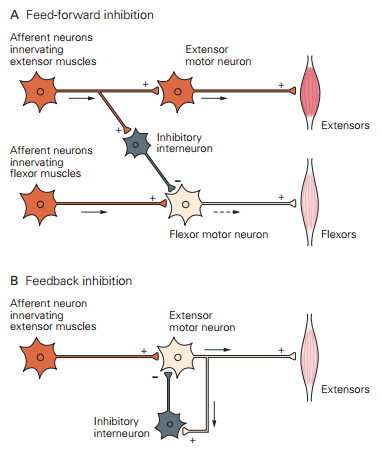 A Feed-forward inhibition
Afferent neurons
innervating
extensor muscles
Extensor
motor neuron
+
+
Extensors
+
Inhibitory
interneuron
Afferent neurons
innervating
flexor muscles
–
+
+
Flexor motor neuron
Flexors
B Feedback inhibition
Afferent neuron
innervating
extensor muscles
Extensor
motor neuron
+
+
Extensors
–
Inhibitory
interneuron
+